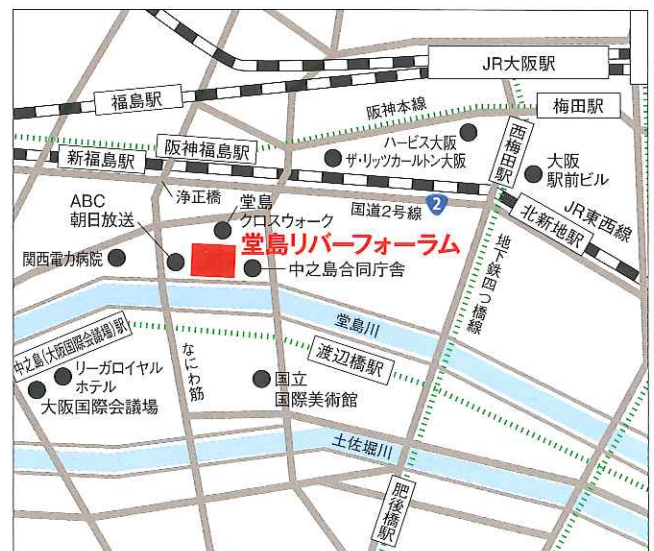 JR大阪駅
福島駅
阪神本線
梅田駅
阪神福島駅
ハービス大阪
ザ・リッツカールトン大阪
西梅田駅
大阪
駅前ビル
新福島駅
浄正橋
国道2号線
2
JR東西線
北新地駅
ABC
朝日放送
堂島
クロスウォーク
堂島リバーフォーラム
関西電力病院
中之島合同庁舎
地下鉄四つ橋線
堂島川
中之島(大阪国際会議場)駅
渡辺橋駅
リーガロイヤル
ホテル
大阪国際会議場
なにわ筋
国立
国際美術館
土佐堀川
肥後橋駅